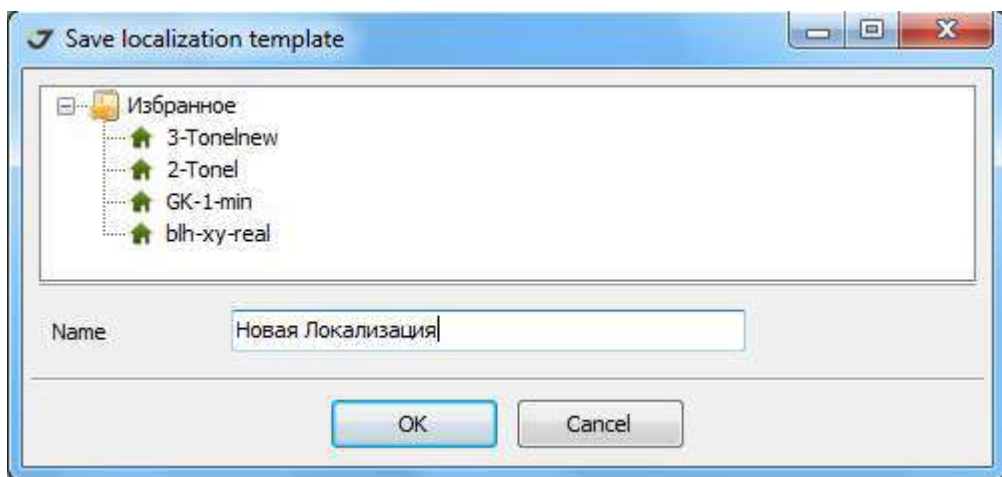 Save localization template
Избранное
3-Tonelnew
2-Tonel
GK-1-min
blh-xy-real
Name Новая Локализация
OK Cancel